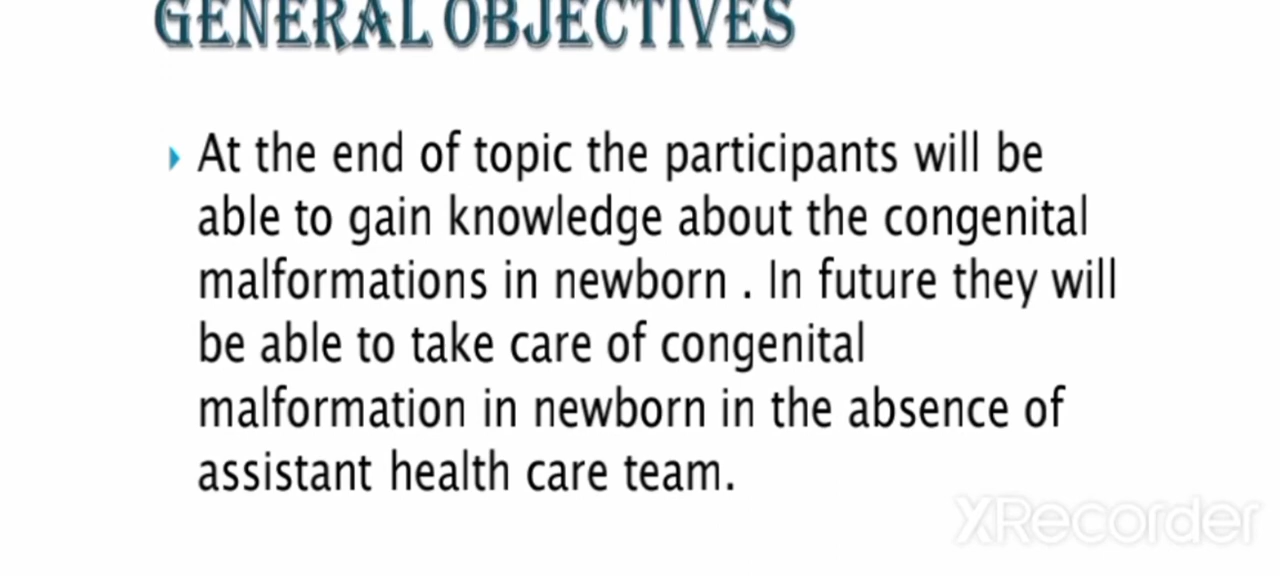 GENERAL OBJECTIVES
At the end of topic the participants will be
able to gain knowledge about the congenital
malformations in newborn . In future they will
be able to take care of congenital
malformation in newborn in the absence of
assistant health care team.
XRecorder